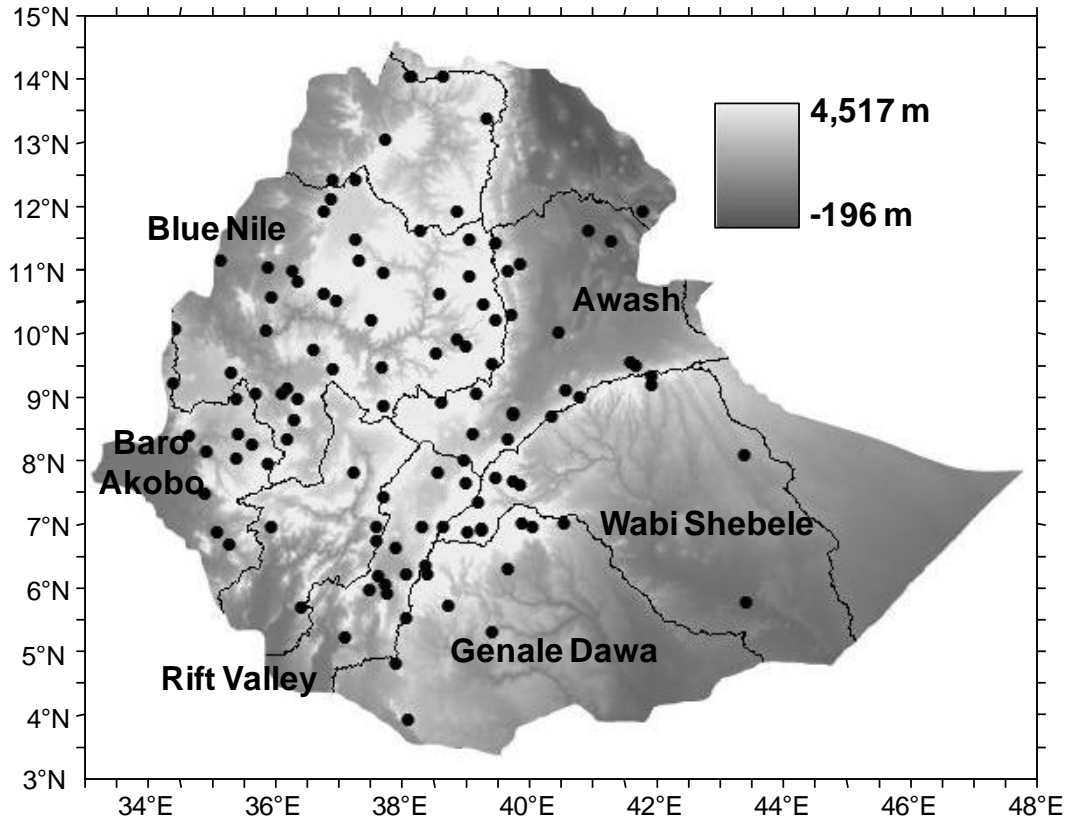 15°N
14°N
13°N
12°N
11°N
10°N
9°N
8°N
7°N
6°N
5°N
4°N
3°N
4,517 m
-196 m
Blue Nile
Awash
Baro
Akobo
Wabi Shebele
Genale Dawa
Rift Valley
34°E 36°E 38°E 40°E 42°E 44°E 46°E 48°E